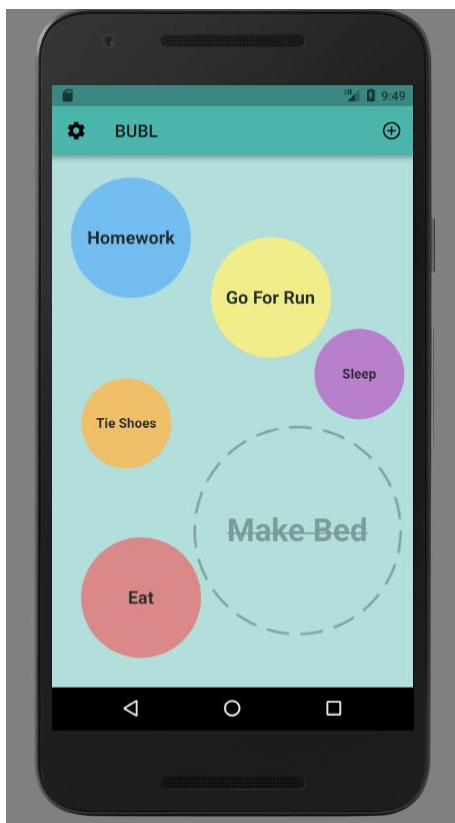 9:49
BUBL
Homework
Go For Run
Sleep
Tie Shoes
Make Bed
Eat